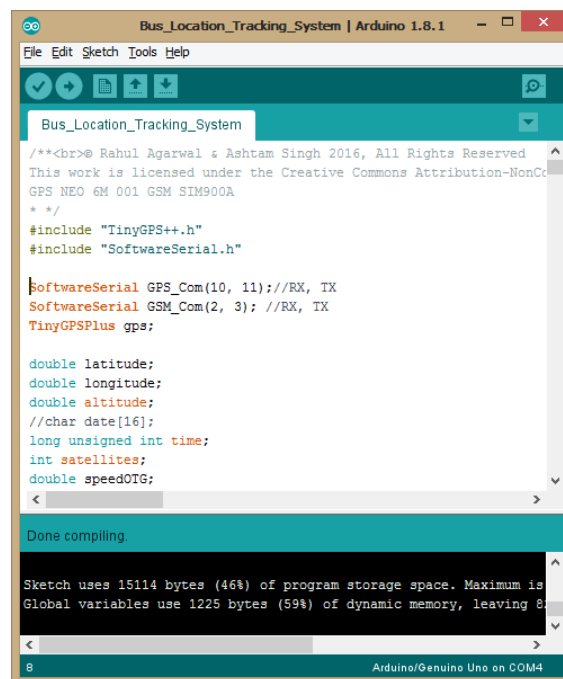 Bus_Location_Tracking_System | Arduino 1.8.1
File Edit Sketch Tools Help
Bus_Location_Tracking_System
/**<br>© Rahul Agarwal & Ashtam Singh 2016, All Rights Reserved
This work is licensed under the Creative Commons Attribution-NonCo
GPS NEO 6M 001 GSM SIM900A
* */
#include "TinyGPS++.h"
#include "SoftwareSerial.h"
SoftwareSerial GPS_Com(10, 11);//RX, TX
SoftwareSerial GSM_Com(2, 3); //RX, TX
TinyGPSPlus gps;
double latitude;
double longitude;
double altitude;
//char date[16];
long unsigned int time;
int satellites;
double speedOTG;
Done compiling.
Sketch uses 15114 bytes (46%) of program storage space. Maximum is
Global variables use 1225 bytes (59%) of dynamic memory, leaving 8
8 Arduino/Genuino Uno on COM4